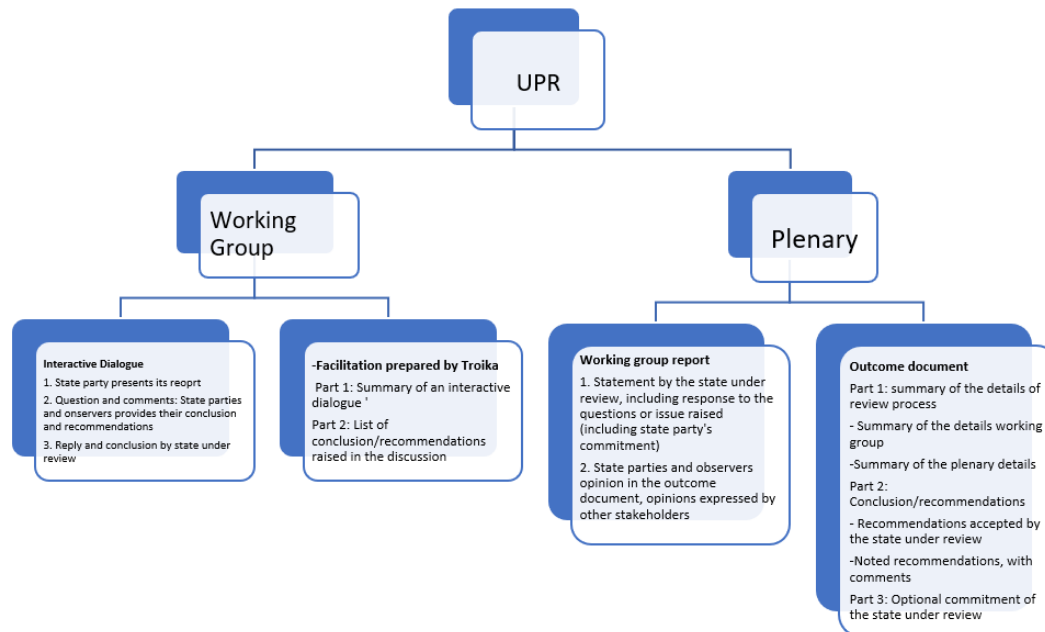 UPR
Working
Group
Plenary
Interactive Dialogue
1. State party presents its reoprt
2. Question and comments: State parties
and onservers provides their conclusion
and recommendations
3. Reply and conclusion by state under
review
-Facilitation prepared by Troika
Part 1: Summary of an interactive
dialogue '
Part 2: List of
conclusion/recommendations
raised in the discussion
Working group report
1. Statement by the state under
review, including response to the
questions or issue raised
(including state party's
commitment)
2. State parties and observers
opinion in the outcome
document, opinions expressed by
other stakeholders
Outcome document
Part 1: summary of the details of
review process
- Summary of the details working
group
-Summary of the plenary details
Part 2:
Conclusion/recommendations
- Recommendations accepted by
the state under review
-Noted recommendations, with
comments
Part 3: Optional commitment of
the state under review